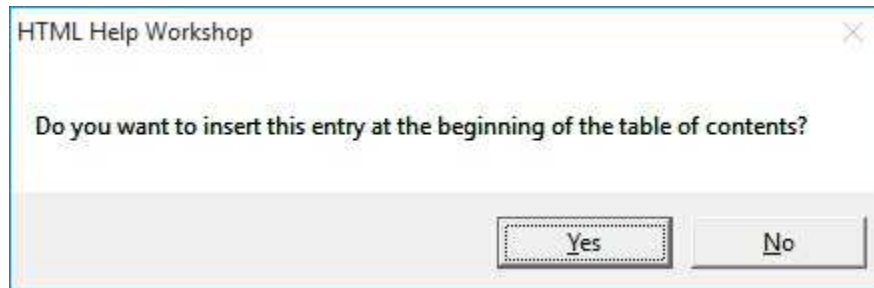 HTML Help Workshop
Do you want to insert this entry at the beginning of the table of contents?
Yes
No